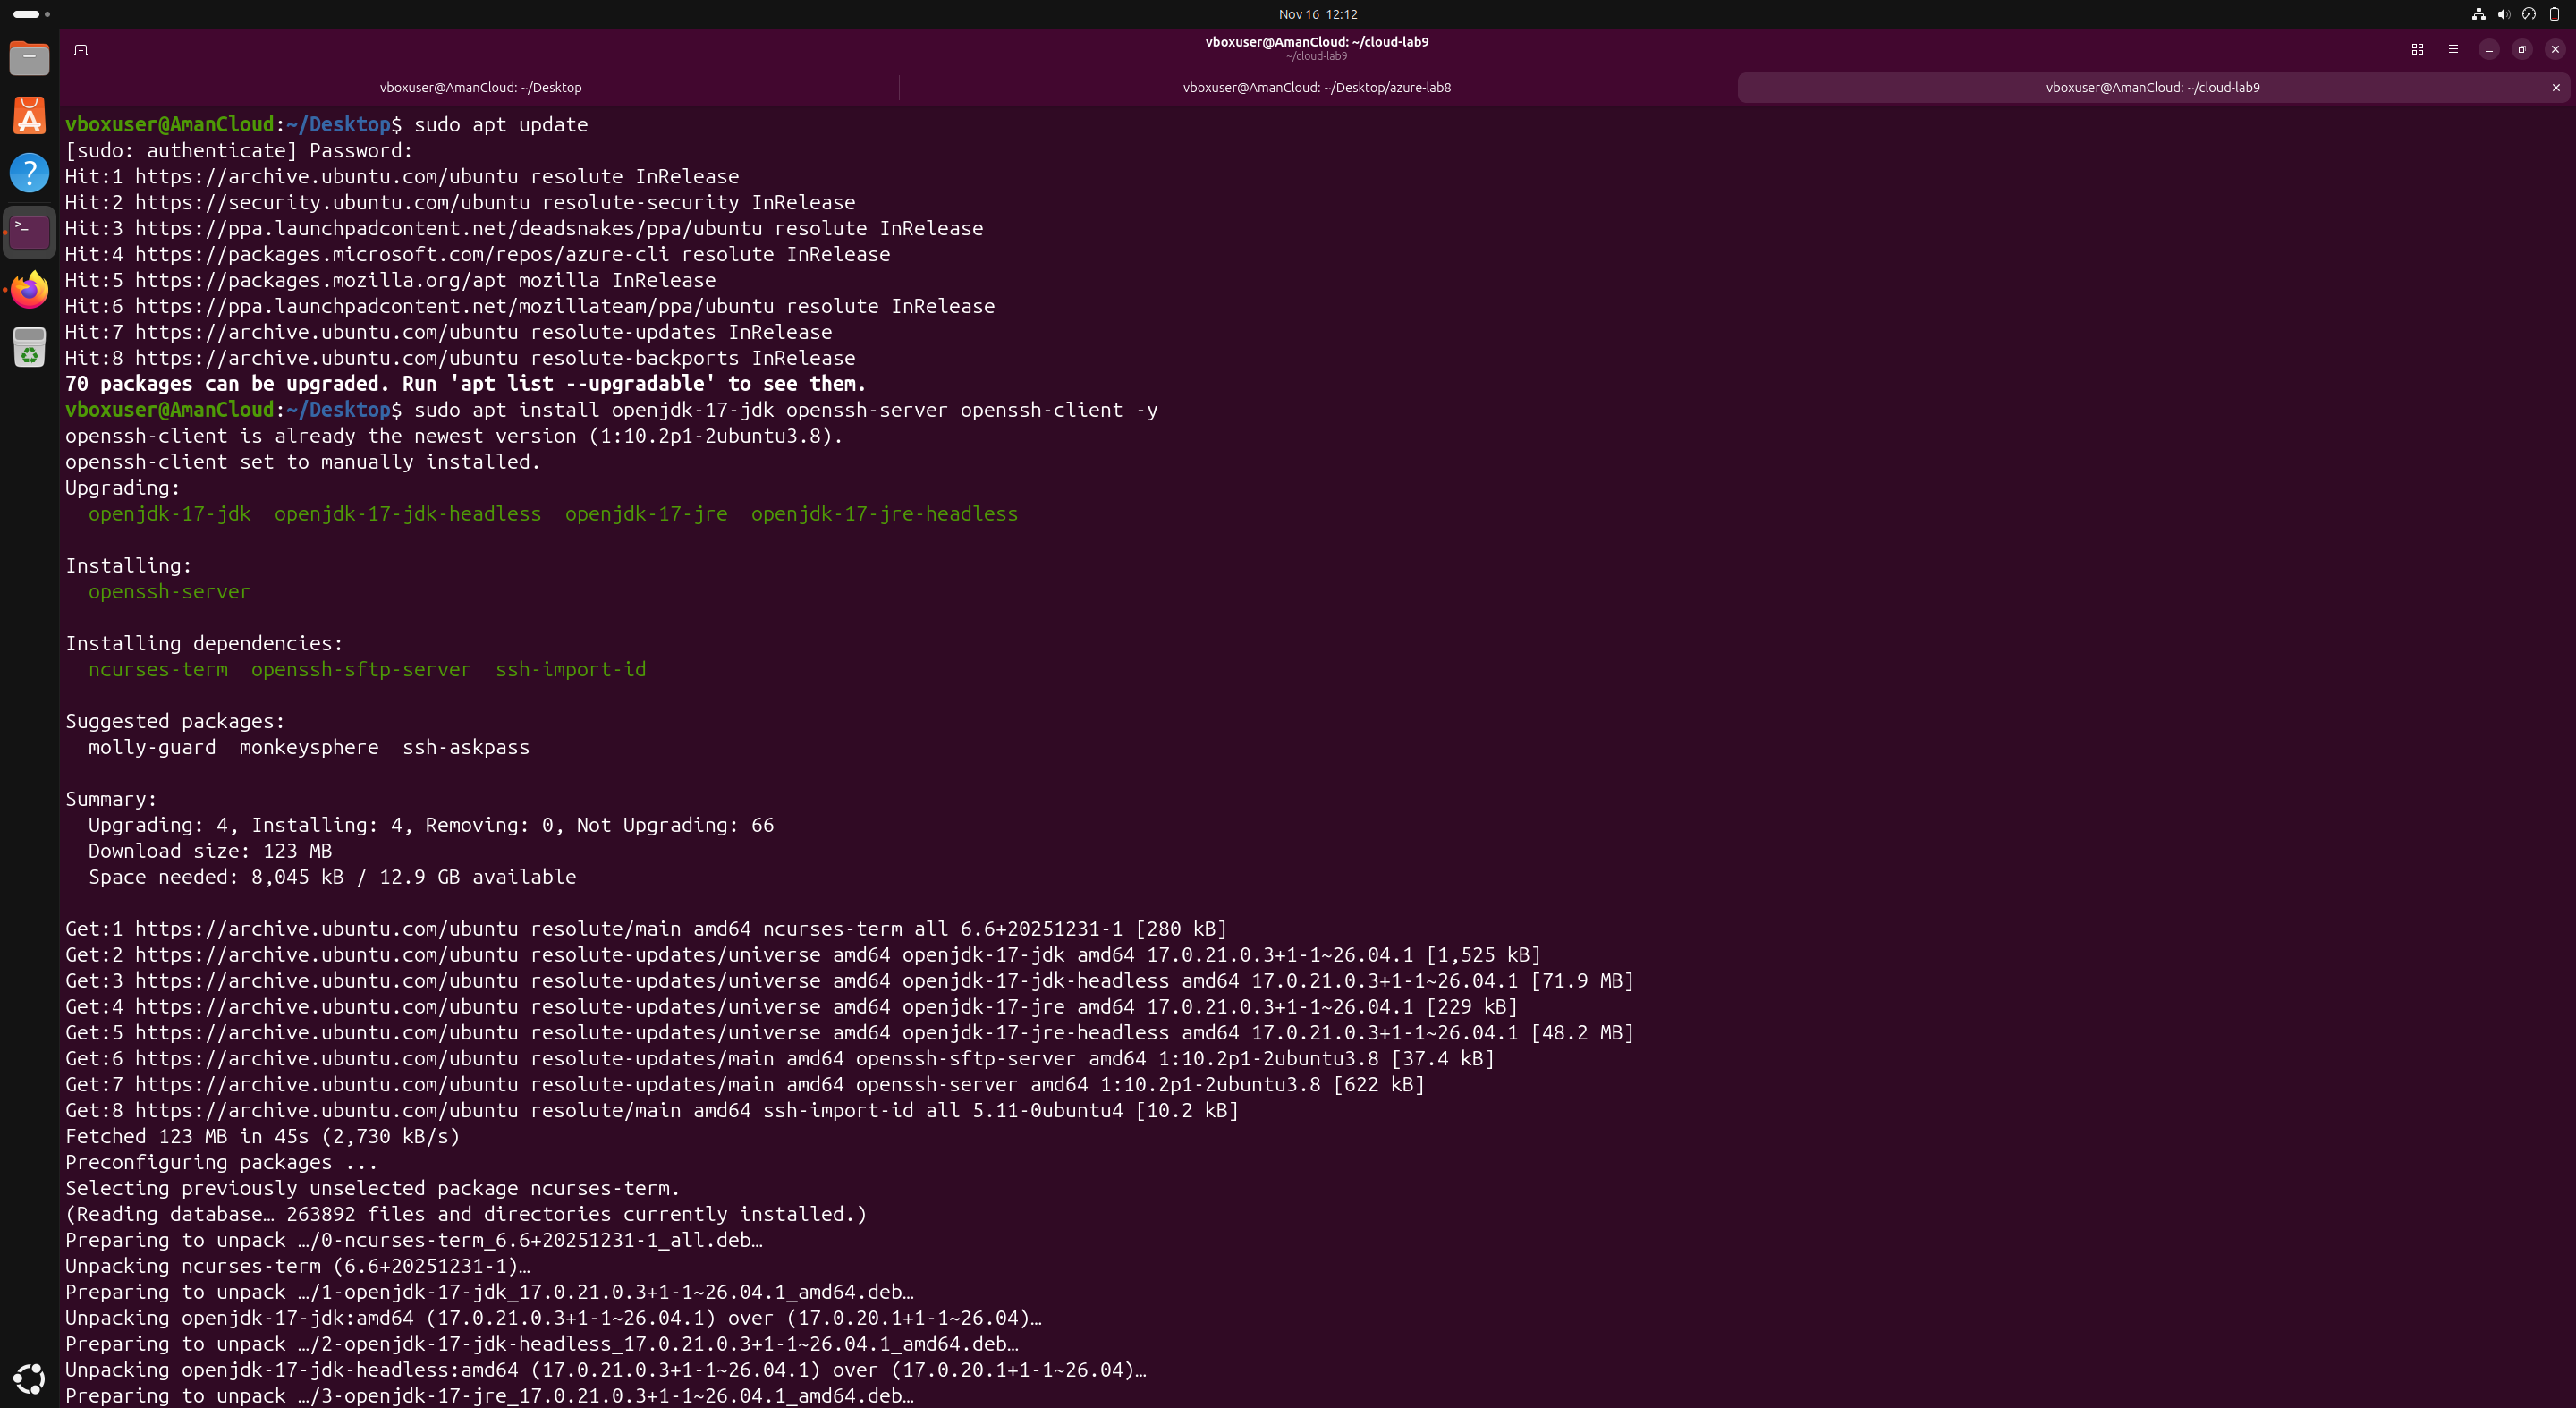 Nov 16 12:12
vboxuser@AmanCloud: ~/cloud-lab9
~/cloud-lab9
vboxuser@AmanCloud: ~/Desktop
vboxuser@AmanCloud: ~/Desktop/azure-lab8
vboxuser@AmanCloud: ~/cloud-lab9
vboxuser@AmanCloud:~/Desktop$ sudo apt update
[sudo: authenticate] Password:
Hit:1 https://archive.ubuntu.com/ubuntu resolute InRelease
Hit:2 https://security.ubuntu.com/ubuntu resolute-security InRelease
Hit:3 https://ppa.launchpadcontent.net/deadsnakes/ppa/ubuntu resolute InRelease
Hit:4 https://packages.microsoft.com/repos/azure-cli resolute InRelease
Hit:5 https://packages.mozilla.org/apt mozilla InRelease
Hit:6 https://ppa.launchpadcontent.net/mozillateam/ppa/ubuntu resolute InRelease
Hit:7 https://archive.ubuntu.com/ubuntu resolute-updates InRelease
Hit:8 https://archive.ubuntu.com/ubuntu resolute-backports InRelease
70 packages can be upgraded. Run 'apt list --upgradable' to see them.
vboxuser@AmanCloud:~/Desktop$ sudo apt install openjdk-17-jdk openssh-server openssh-client -y
openssh-client is already the newest version (1:10.2p1-2ubuntu3.8).
openssh-client set to manually installed.
Upgrading:
  openjdk-17-jdk  openjdk-17-jdk-headless  openjdk-17-jre  openjdk-17-jre-headless
Installing:
  openssh-server
Installing dependencies:
  ncurses-term  openssh-sftp-server  ssh-import-id
Suggested packages:
  molly-guard  monkeysphere  ssh-askpass
Summary:
  Upgrading: 4, Installing: 4, Removing: 0, Not Upgrading: 66
  Download size: 123 MB
  Space needed: 8,045 kB / 12.9 GB available
Get:1 https://archive.ubuntu.com/ubuntu resolute/main amd64 ncurses-term all 6.6+20251231-1 [280 kB]
Get:2 https://archive.ubuntu.com/ubuntu resolute-updates/universe amd64 openjdk-17-jdk amd64 17.0.21.0.3+1-1~26.04.1 [1,525 kB]
Get:3 https://archive.ubuntu.com/ubuntu resolute-updates/universe amd64 openjdk-17-jdk-headless amd64 17.0.21.0.3+1-1~26.04.1 [71.9 MB]
Get:4 https://archive.ubuntu.com/ubuntu resolute-updates/universe amd64 openjdk-17-jre amd64 17.0.21.0.3+1-1~26.04.1 [229 kB]
Get:5 https://archive.ubuntu.com/ubuntu resolute-updates/universe amd64 openjdk-17-jre-headless amd64 17.0.21.0.3+1-1~26.04.1 [48.2 MB]
Get:6 https://archive.ubuntu.com/ubuntu resolute-updates/main amd64 openssh-sftp-server amd64 1:10.2p1-2ubuntu3.8 [37.4 kB]
Get:7 https://archive.ubuntu.com/ubuntu resolute-updates/main amd64 openssh-server amd64 1:10.2p1-2ubuntu3.8 [622 kB]
Get:8 https://archive.ubuntu.com/ubuntu resolute/main amd64 ssh-import-id all 5.11-0ubuntu4 [10.2 kB]
Fetched 123 MB in 45s (2,730 kB/s)
Preconfiguring packages ...
Selecting previously unselected package ncurses-term.
(Reading database… 263892 files and directories currently installed.)
Preparing to unpack …/0-ncurses-term_6.6+20251231-1_all.deb…
Unpacking ncurses-term (6.6+20251231-1)…
Preparing to unpack …/1-openjdk-17-jdk_17.0.21.0.3+1-1~26.04.1_amd64.deb…
Unpacking openjdk-17-jdk:amd64 (17.0.21.0.3+1-1~26.04.1) over (17.0.20.1+1-1~26.04)…
Preparing to unpack …/2-openjdk-17-jdk-headless_17.0.21.0.3+1-1~26.04.1_amd64.deb…
Unpacking openjdk-17-jdk-headless:amd64 (17.0.21.0.3+1-1~26.04.1) over (17.0.20.1+1-1~26.04)…
Preparing to unpack …/3-openjdk-17-jre_17.0.21.0.3+1-1~26.04.1_amd64.deb…